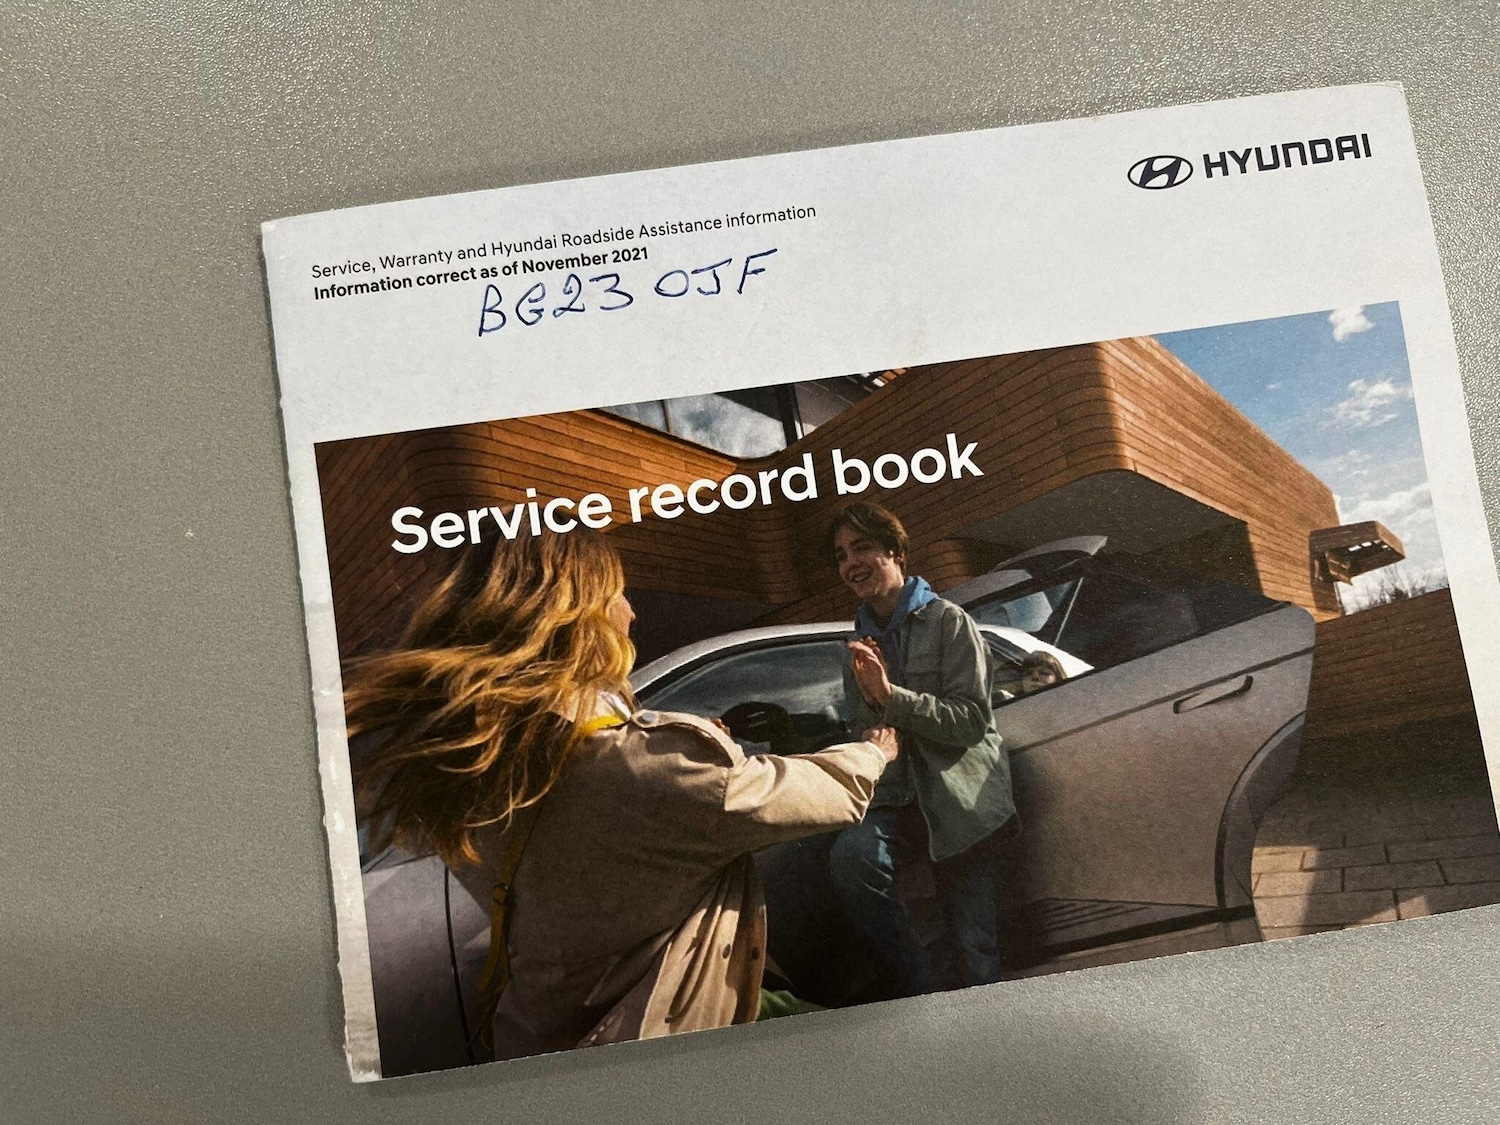 HYUNDAI
Service, Warranty and Hyundai Roadside Assistance information
Information correct as of November 2021
BG23 OJF
Service record book